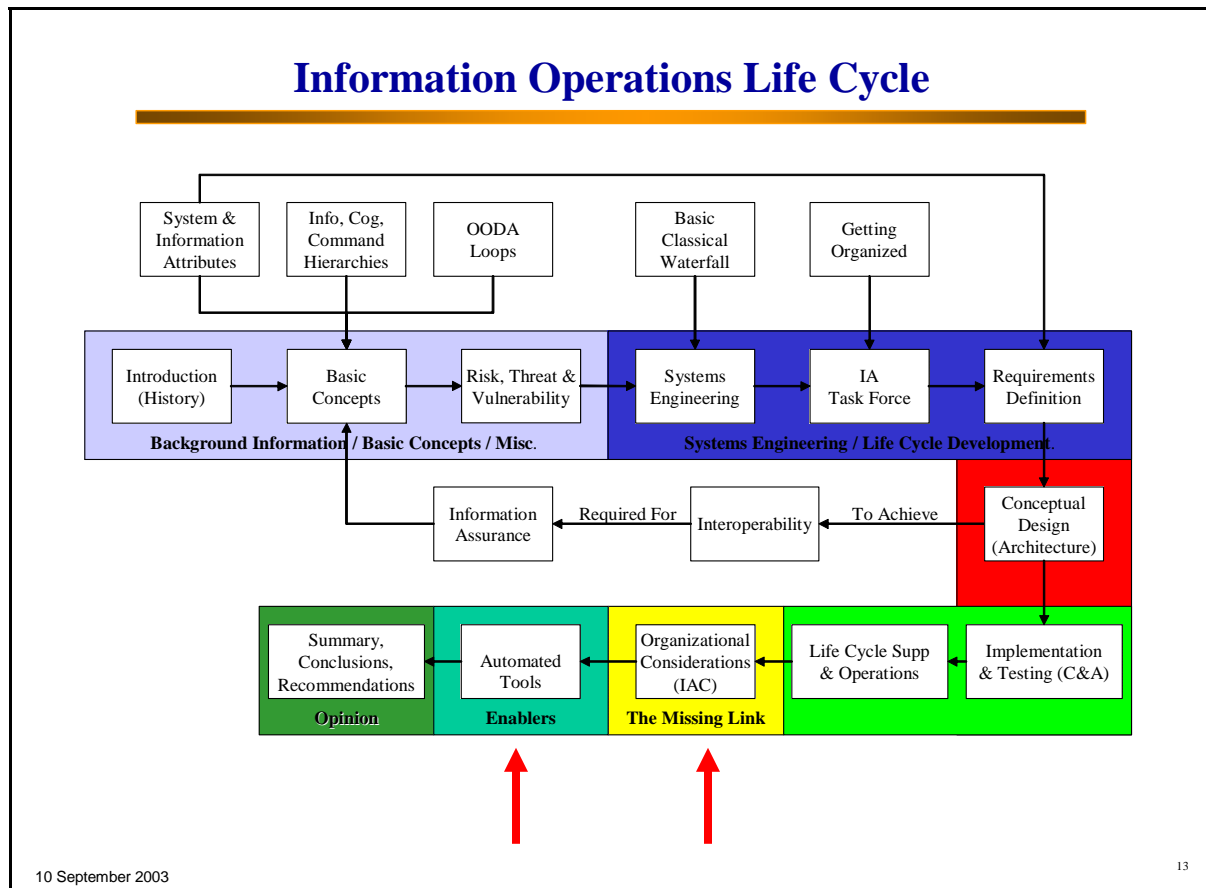 Information Operations Life Cycle
System &
Information
Attributes
Info, Cog,
Command
Hierarchies
OODA
Loops
Basic
Classical
Waterfall
Getting
Organized
Introduction
(History)
Basic
Concepts
Risk, Threat &
Vulnerability
Systems
Engineering
IA
Task Force
Requirements
Definition
Background Information / Basic Concepts / Misc.
Systems Engineering / Life Cycle Development.
Information
Assurance
Required For
Interoperability
To Achieve
Conceptual
Design
(Architecture)
Summary,
Conclusions,
Recommendations
Automated
Tools
Organizational
Considerations
(IAC)
Life Cycle Supp
& Operations
Implementation
& Testing (C&A)
Opinion
Enablers
The Missing Link
10 September 2003
13